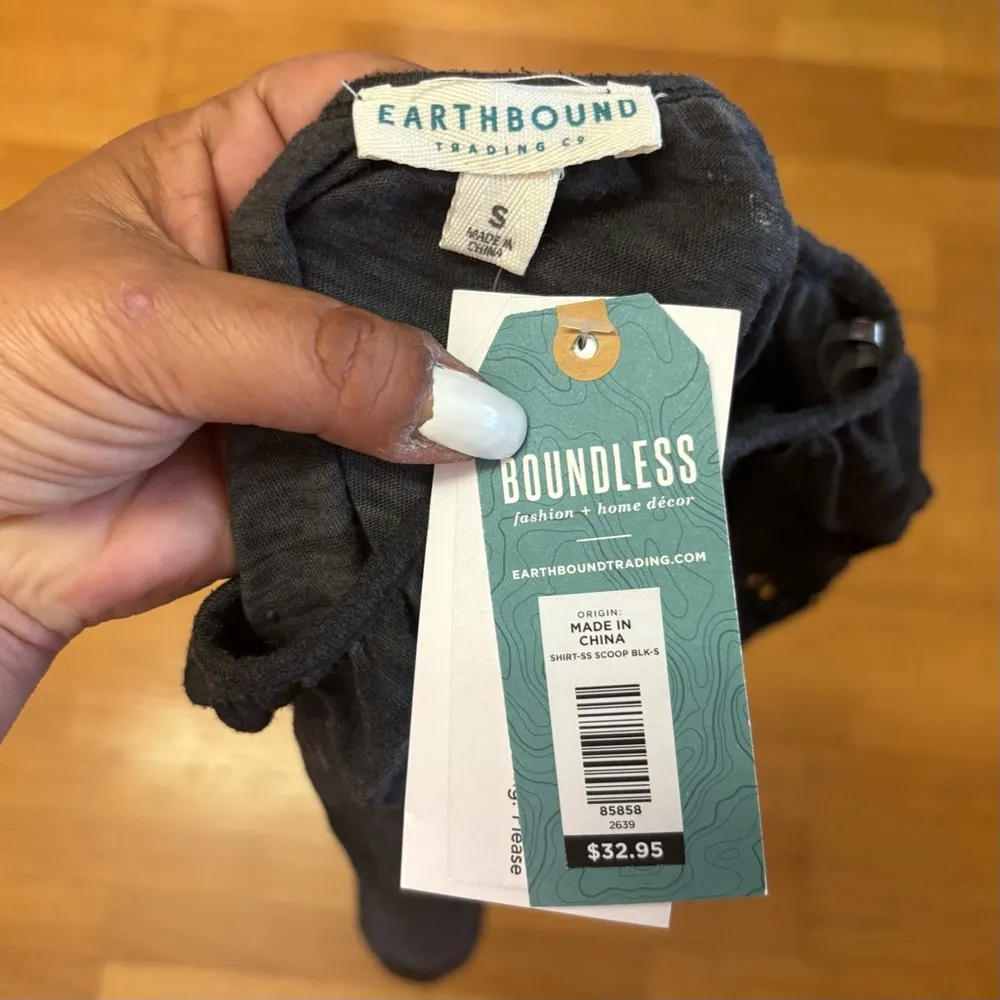 EARTHBOUND
TRADING CO
S
MADE IN
CHINA
BOUNDLESS
fashion + home décor
EARTHBOUNDTRADING.COM
ORIGIN:
MADE IN
CHINA
SHIRT-SS SCOOP BLK-S
85858
2639
$32.95
Please